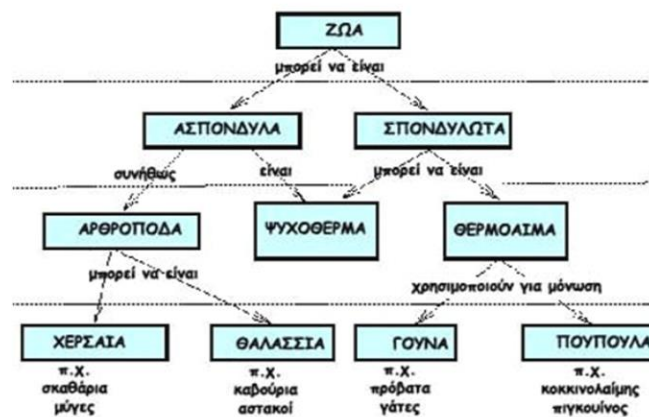 ΖΩΑ
μπορεί να είναι
ΑΣΠΟΝΔΥΛΑ
ΣΠΟΝΔΥΛΩΤΑ
συνήθως
είναι
μπορεί να είναι
ΑΡΘΡΟΠΟΔΑ
ΨΥΧΟΘΕΡΜΑ
ΘΕΡΜΟΑΙΜΑ
μπορεί να είναι
χρησιμοποιούν για μόνωση
ΧΕΡΣΑΙΑ
ΘΑΛΑΣΣΙΑ
ΓΟΥΝΑ
ΠΟΥΠΟΥΛΑ
π.χ.
σκαθάρια
μύγες
π.χ.
καβούρια
αστακοί
π.χ.
πρόβατα
γάτες
π.χ.
κοκκινολαίμης
πιγκουίνος